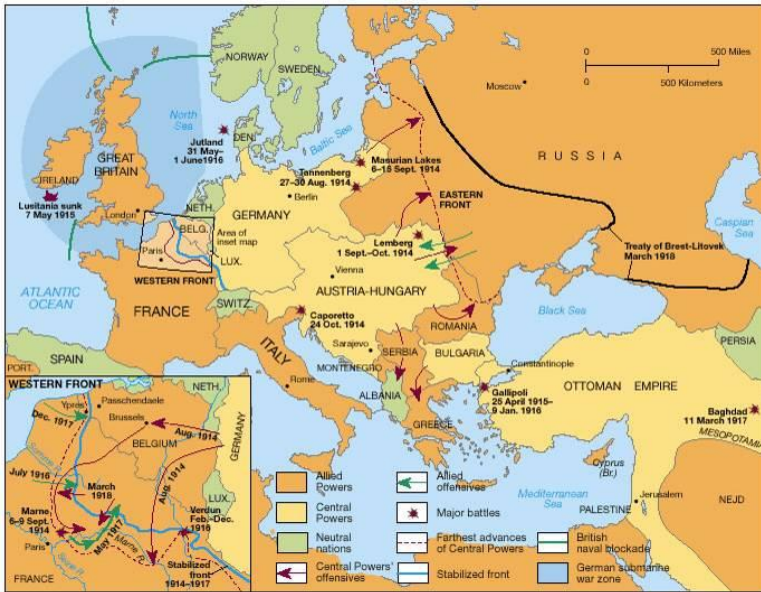 NORWAY
SWEDEN
0
500 Miles
0
500 Kilometers
Moscow
North
Sea
Baltic Sea
Jutland
31 May–
1 June1916
DEN.
Masurian Lakes
6–15 Sept. 1914
Tannenberg
27–30 Aug. 1914
RUSSIA
GREAT
BRITAIN
IRELAND
Lusitania sunk
7 May 1915
London
NETH.
Berlin
GERMANY
EASTERN
FRONT
BELG.
Area of
inset map
Paris
LUX.
WESTERN FRONT
Lemberg
1 Sept.–Oct. 1914
Vienna
AUSTRIA-HUNGARY
Treaty of Brest-Litovsk
March 1918
Caspian
Sea
ATLANTIC
OCEAN
FRANCE
SWITZ.
Caporetto
24 Oct. 1914
ROMANIA
Black Sea
SPAIN
PORT.
ITALY
Sarajevo
SERBIA
MONTENEGRO
BULGARIA
Constantinople
PERSIA
Rome
ALBANIA
GREECE
Gallipoli
25 April 1915–
9 Jan. 1916
OTTOMAN EMPIRE
Baghdad
11 March 1917
MESOPOTAMIA
Cyprus
(Br.)
Mediterranean
Sea
PALESTINE
Jerusalem
NEJD
WESTERN FRONT
NETH.
Ypres
Passchendaele
Dec. 1917
Brussels
Aug. 1914
BELGIUM
GERMANY
Somme R.
July 1916
March
1918
Aug. 1914
LUX.
Marne
6–9 Sept.
1914
Verdun
Feb.–Dec.
1916
May 1917
Marne R.
Paris
Seine R.
Stabilized
front
1914–1917
FRANCE
Allied
Powers
Central
Powers
Neutral
nations
Central Powers'
offensives
Allied
offensives
Major battles
Farthest advances
of Central Powers
Stabilized front
British
naval blockade
German submarine
war zone